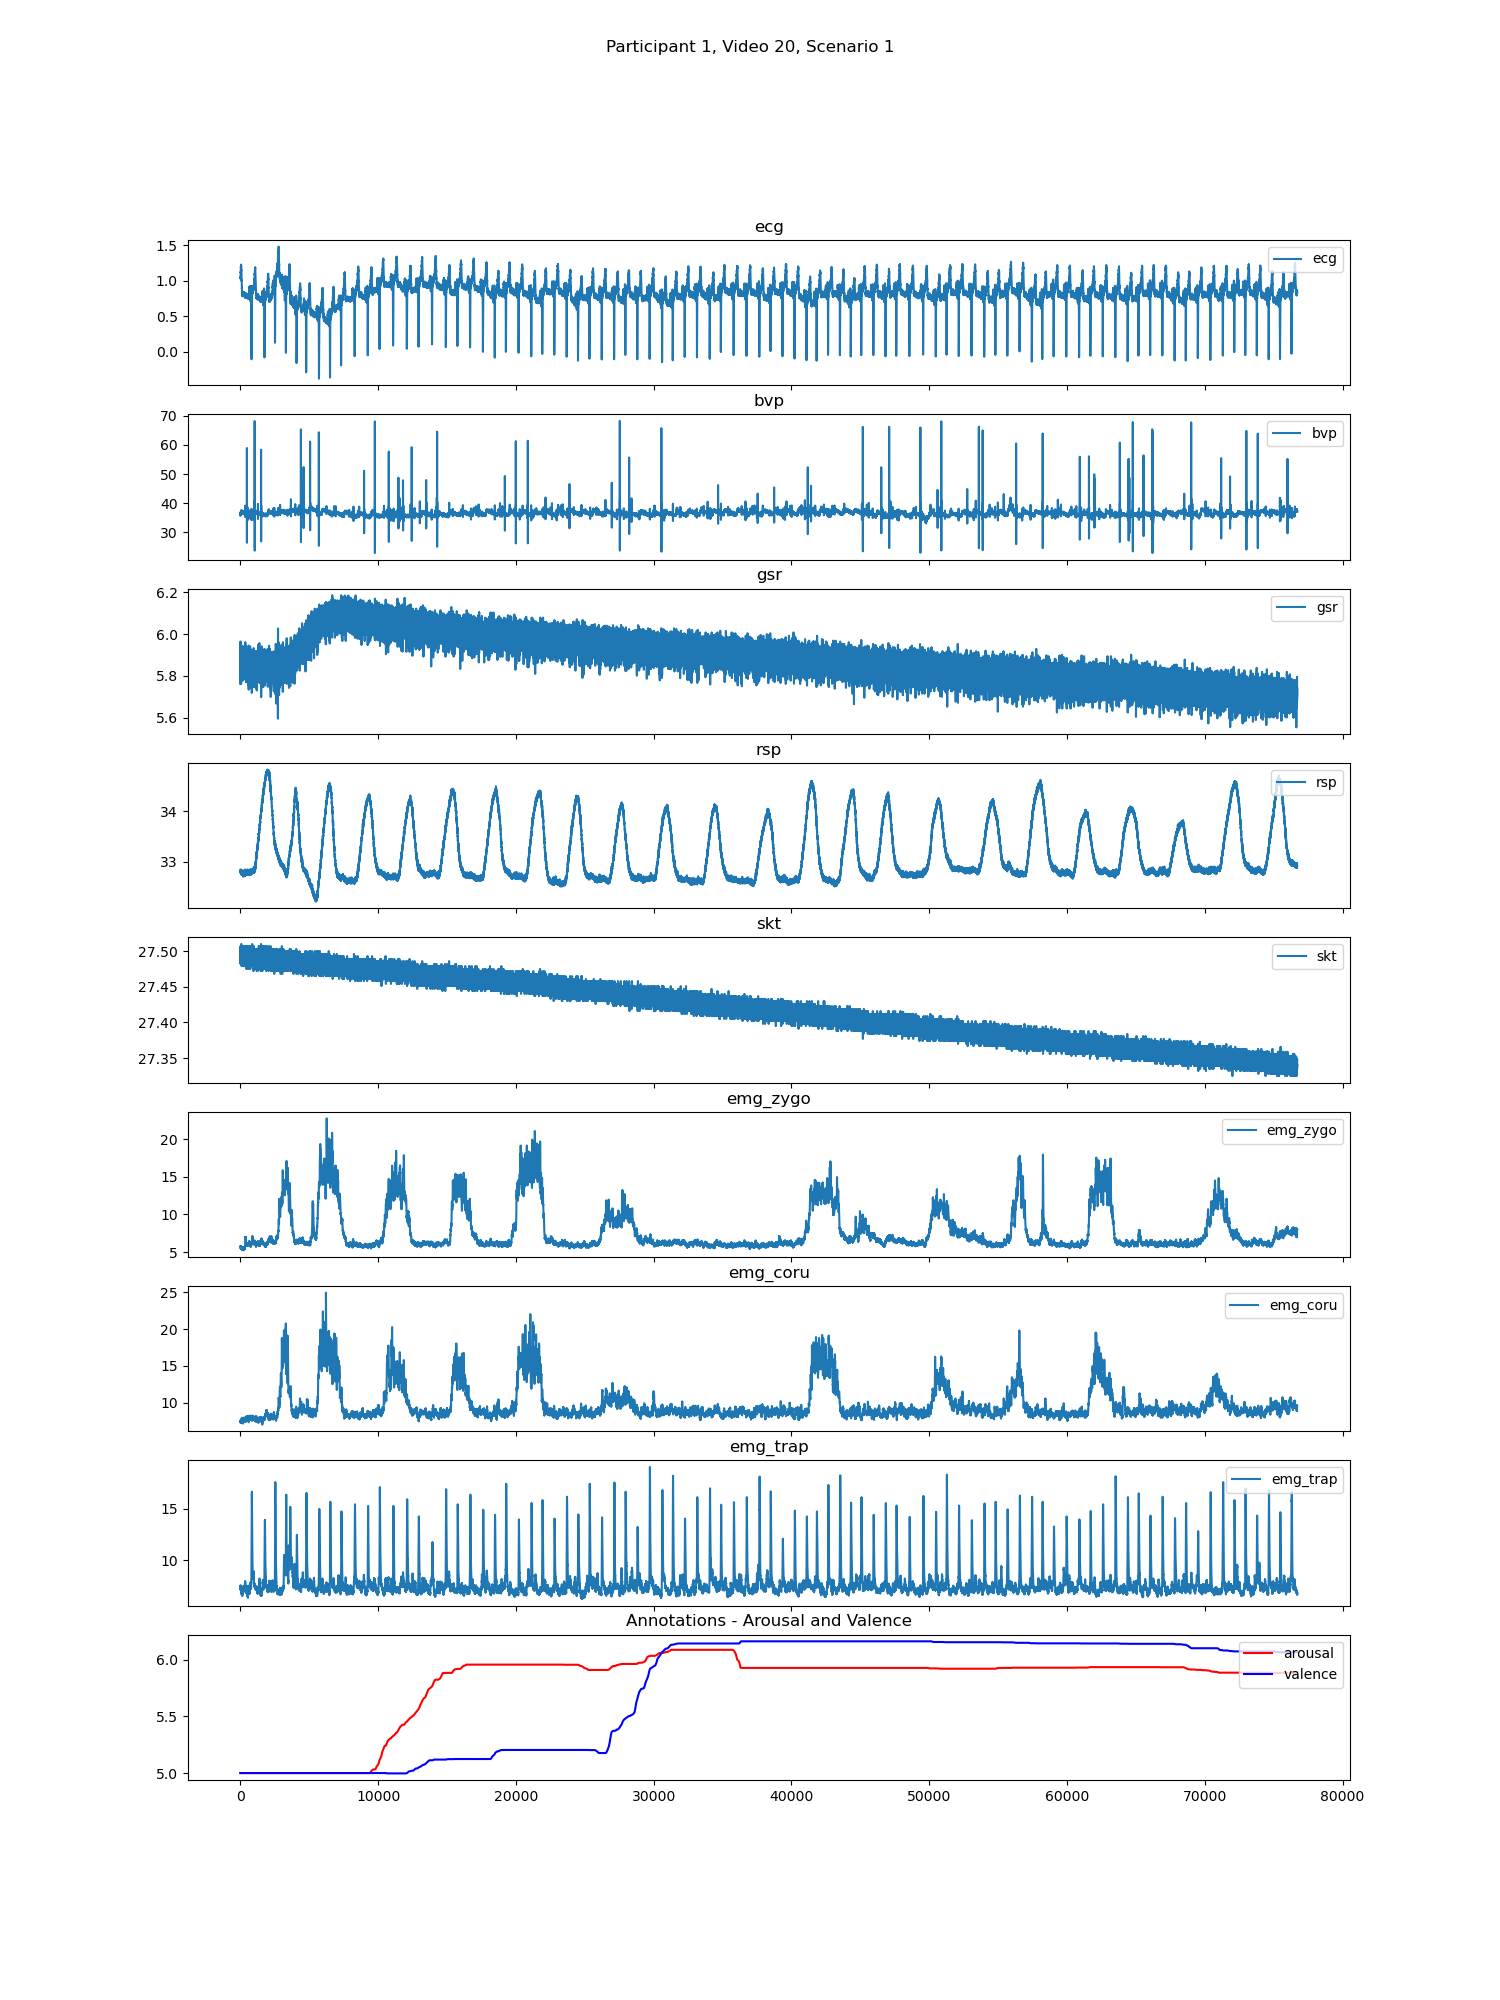 Participant 1, Video 20, Scenario 1
ecg
1.5
1.0
0.5
0.0
ecg
bvp
70
60
50
40
30
bvp
gsr
6.2
6.0
5.8
5.6
gsr
rsp
34
33
rsp
skt
27.50
27.45
27.40
27.35
skt
emg_zygo
20
15
10
5
emg_zygo
emg_coru
25
20
15
10
emg_coru
emg_trap
15
10
emg_trap
Annotations - Arousal and Valence
6.0
5.5
5.0
arousal
valence
0 10000 20000 30000 40000 50000 60000 70000 80000